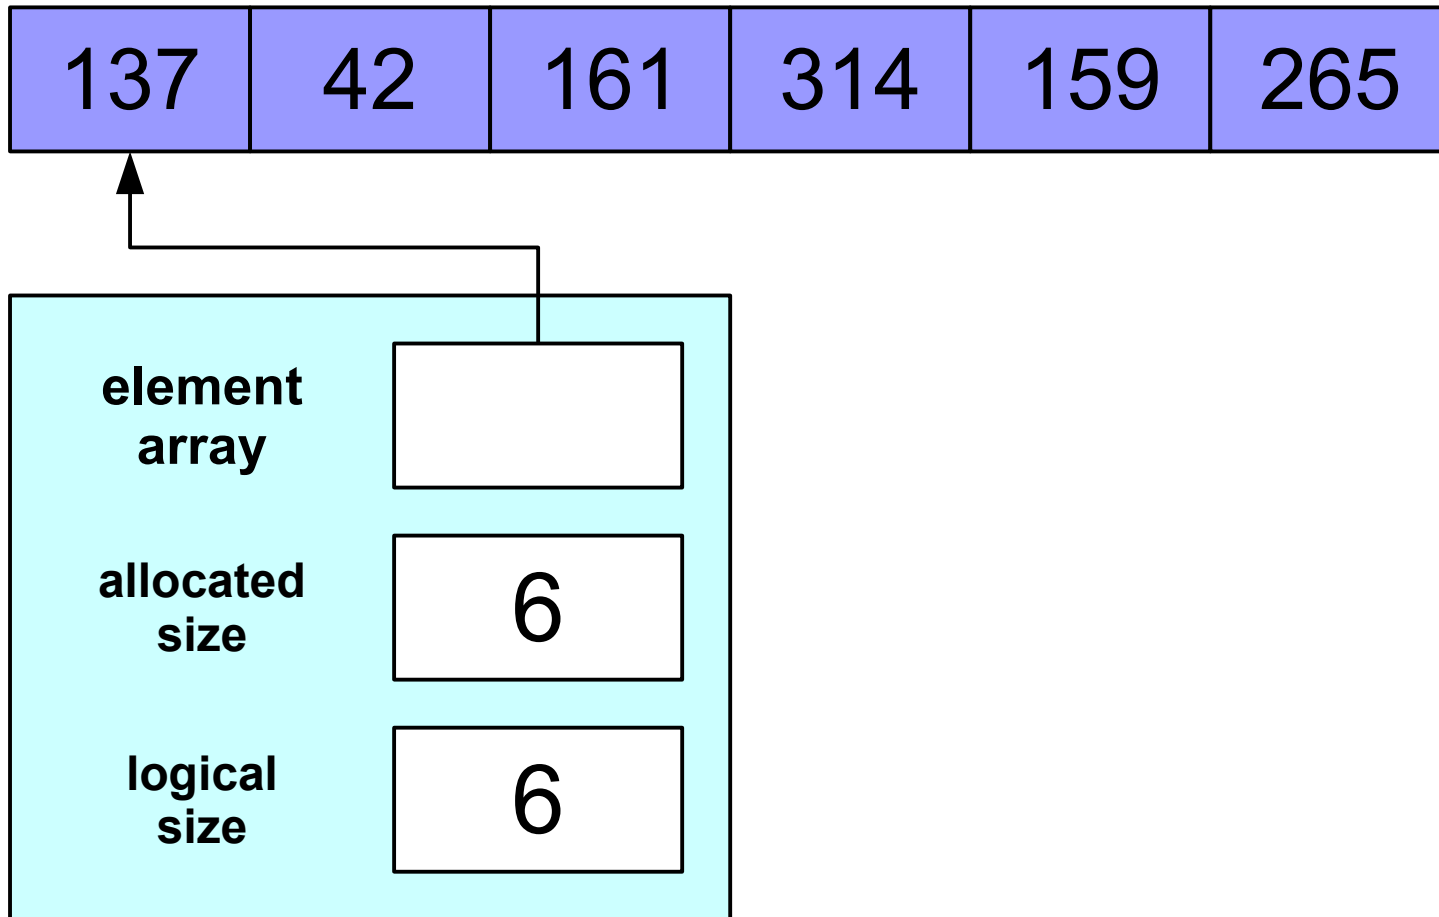 137 42 161 314 159 265
element
array
allocated
size
6
logical
size
6